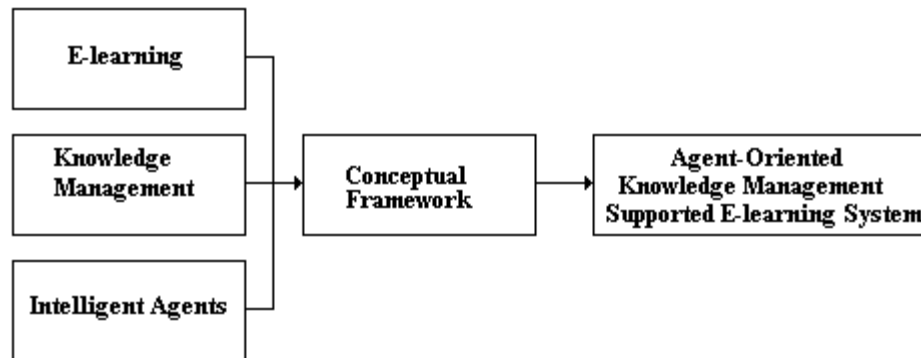 E-learning
Knowledge
Management
Intelligent Agents
Conceptual
Framework
Agent-Oriented
Knowledge Management
Supported E-learning System